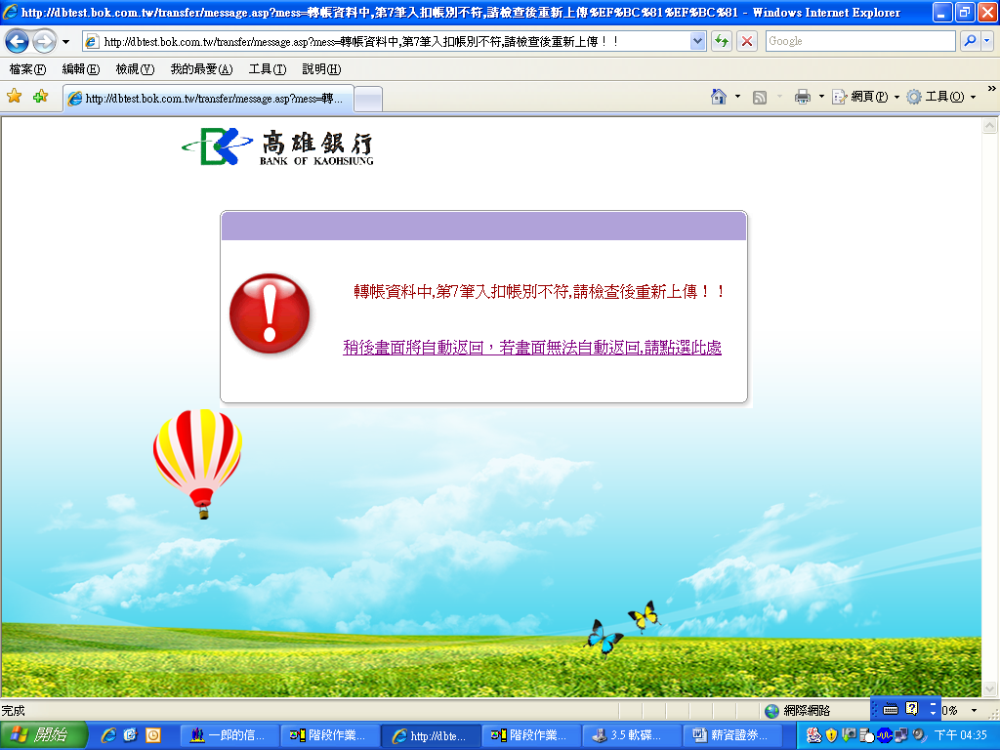 http://dbtest.bok.com.tw/transfer/message.asp?mess=轉帳資料中,第7筆入扣帳別不符,請檢查後重新上傳%EF%BC%81%EF%BC%81 - Windows Internet Explorer
http://dbtest.bok.com.tw/transfer/message.asp?mess=轉帳資料中,第7筆入扣帳別不符,請檢查後重新上傳！！
Google
檔案(F) 編輯(E) 檢視(V) 我的最愛(A) 工具(T) 說明(H)
http://dbtest.bok.com.tw/transfer/message.asp?mess=轉...
網頁(P) 工具(O)
高雄銀行
BANK OF KAOHSIUNG
轉帳資料中,第7筆入扣帳別不符,請檢查後重新上傳！！
稍後畫面將自動返回，若畫面無法自動返回,請點選此處
完成 網際網路 0%
開始 一郎的信... 階段作業... http://dbte... 階段作業... 3.5 軟碟... 薪資證券... 下午 04:35